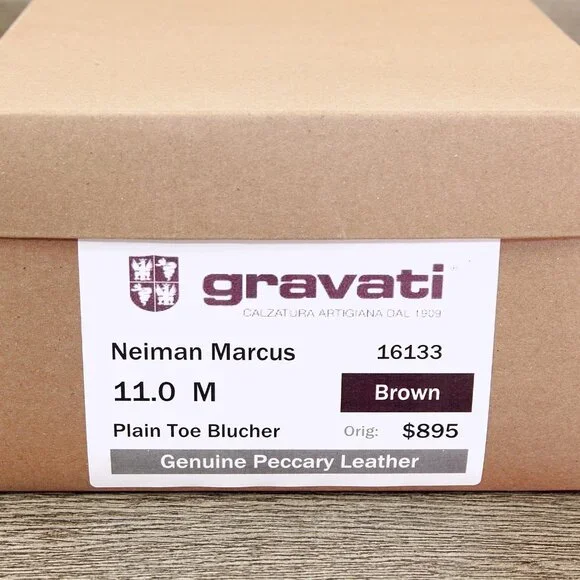 gravati
CALZATURA ARTIGIANA DAL 1909
Neiman Marcus 16133
11.0 M Brown
Plain Toe Blucher Orig: $895
Genuine Peccary Leather